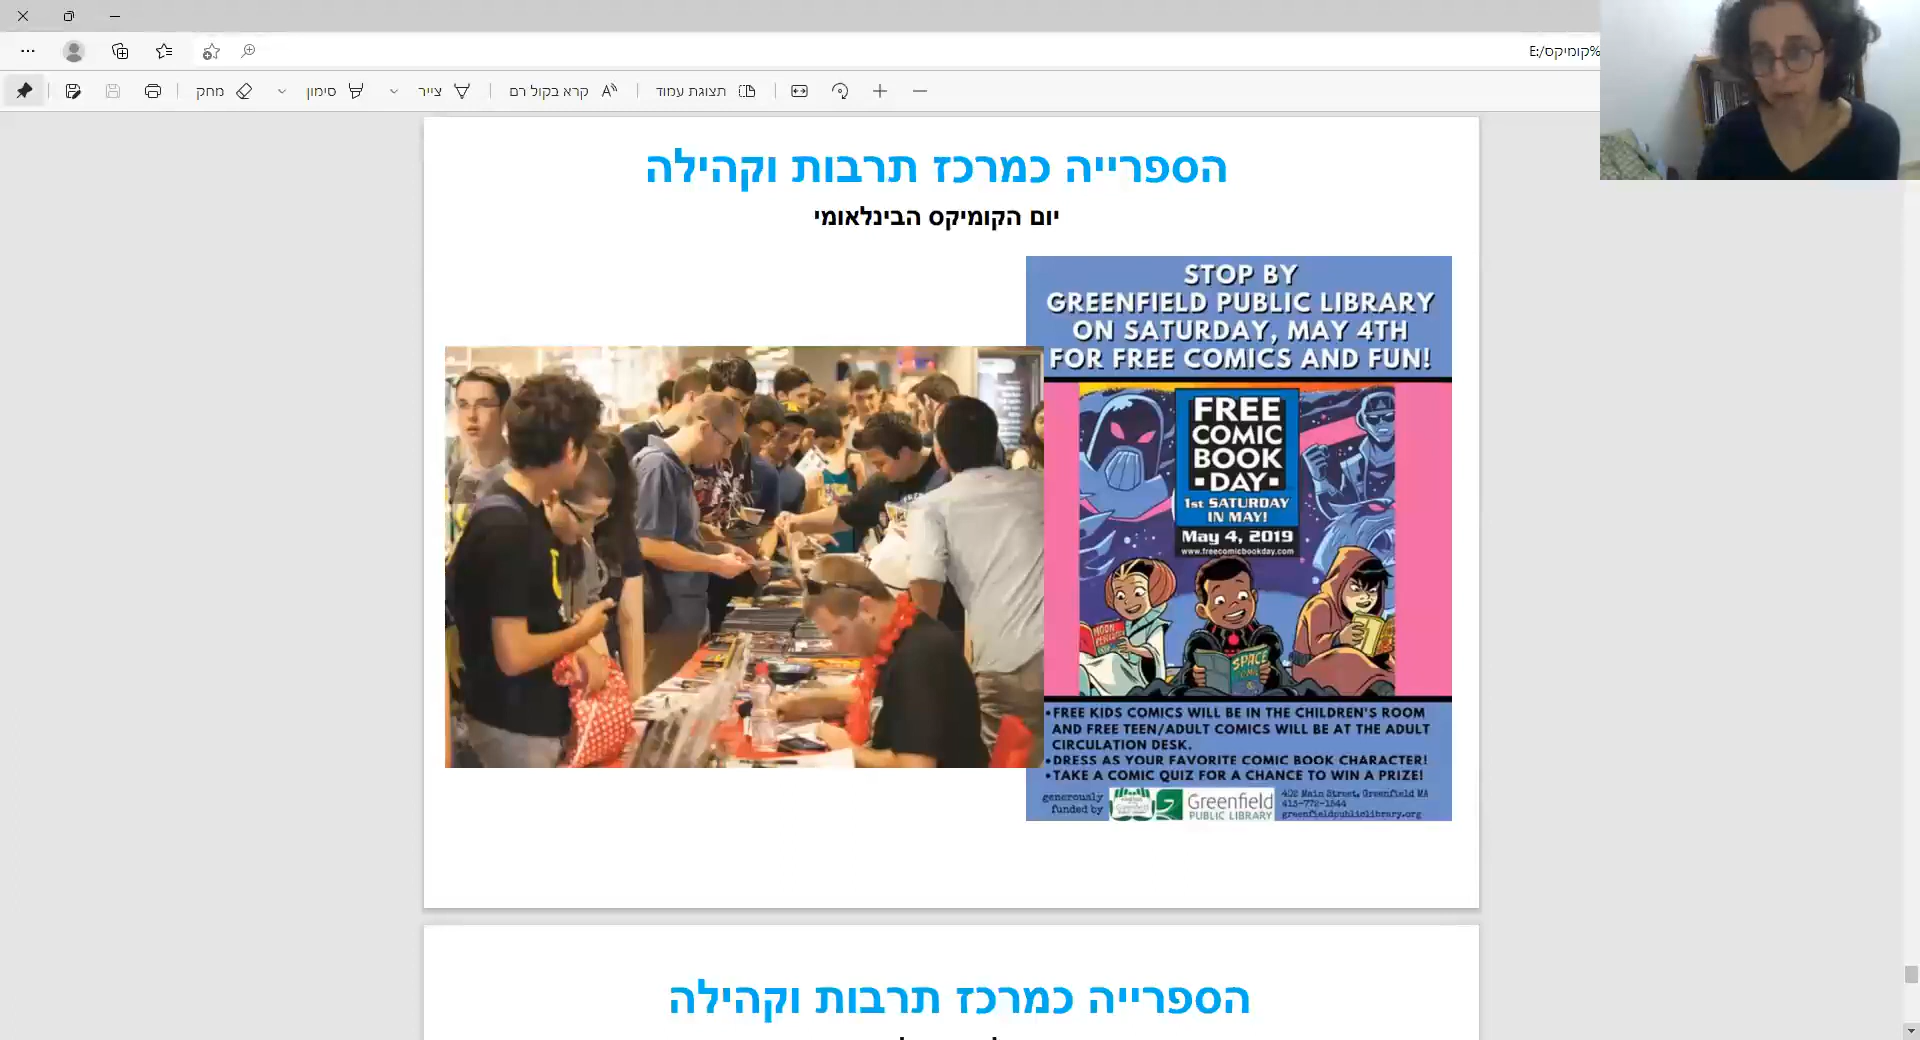 E:/קומיקס%
מחק
סימון
צייר
קרא בקול רם
תצוגת עמוד
הספרייה כמרכז תרבות וקהילה
יום הקומיקס הבינלאומי
STOP BY
GREENFIELD PUBLIC LIBRARY
ON SATURDAY, MAY 4TH
FOR FREE COMICS AND FUN!
FREE
COMIC
BOOK
DAY
1st SATURDAY
IN MAY!
May 4, 2019
www.freecomicbookday.com
MOON
SPACE
•FREE KIDS COMICS WILL BE IN THE CHILDREN'S ROOM
AND FREE TEEN/ADULT COMICS WILL BE AT THE ADULT
CIRCULATION DESK.
•DRESS AS YOUR FAVORITE COMIC BOOK CHARACTER!
•TAKE A COMIC QUIZ FOR A CHANCE TO WIN A PRIZE!
generously
funded by
Greenfield
PUBLIC LIBRARY
402 Main Street, Greenfield MA
413-772-1544
greenfieldpubliclibrary.org
הספרייה כמרכז תרבות וקהילה